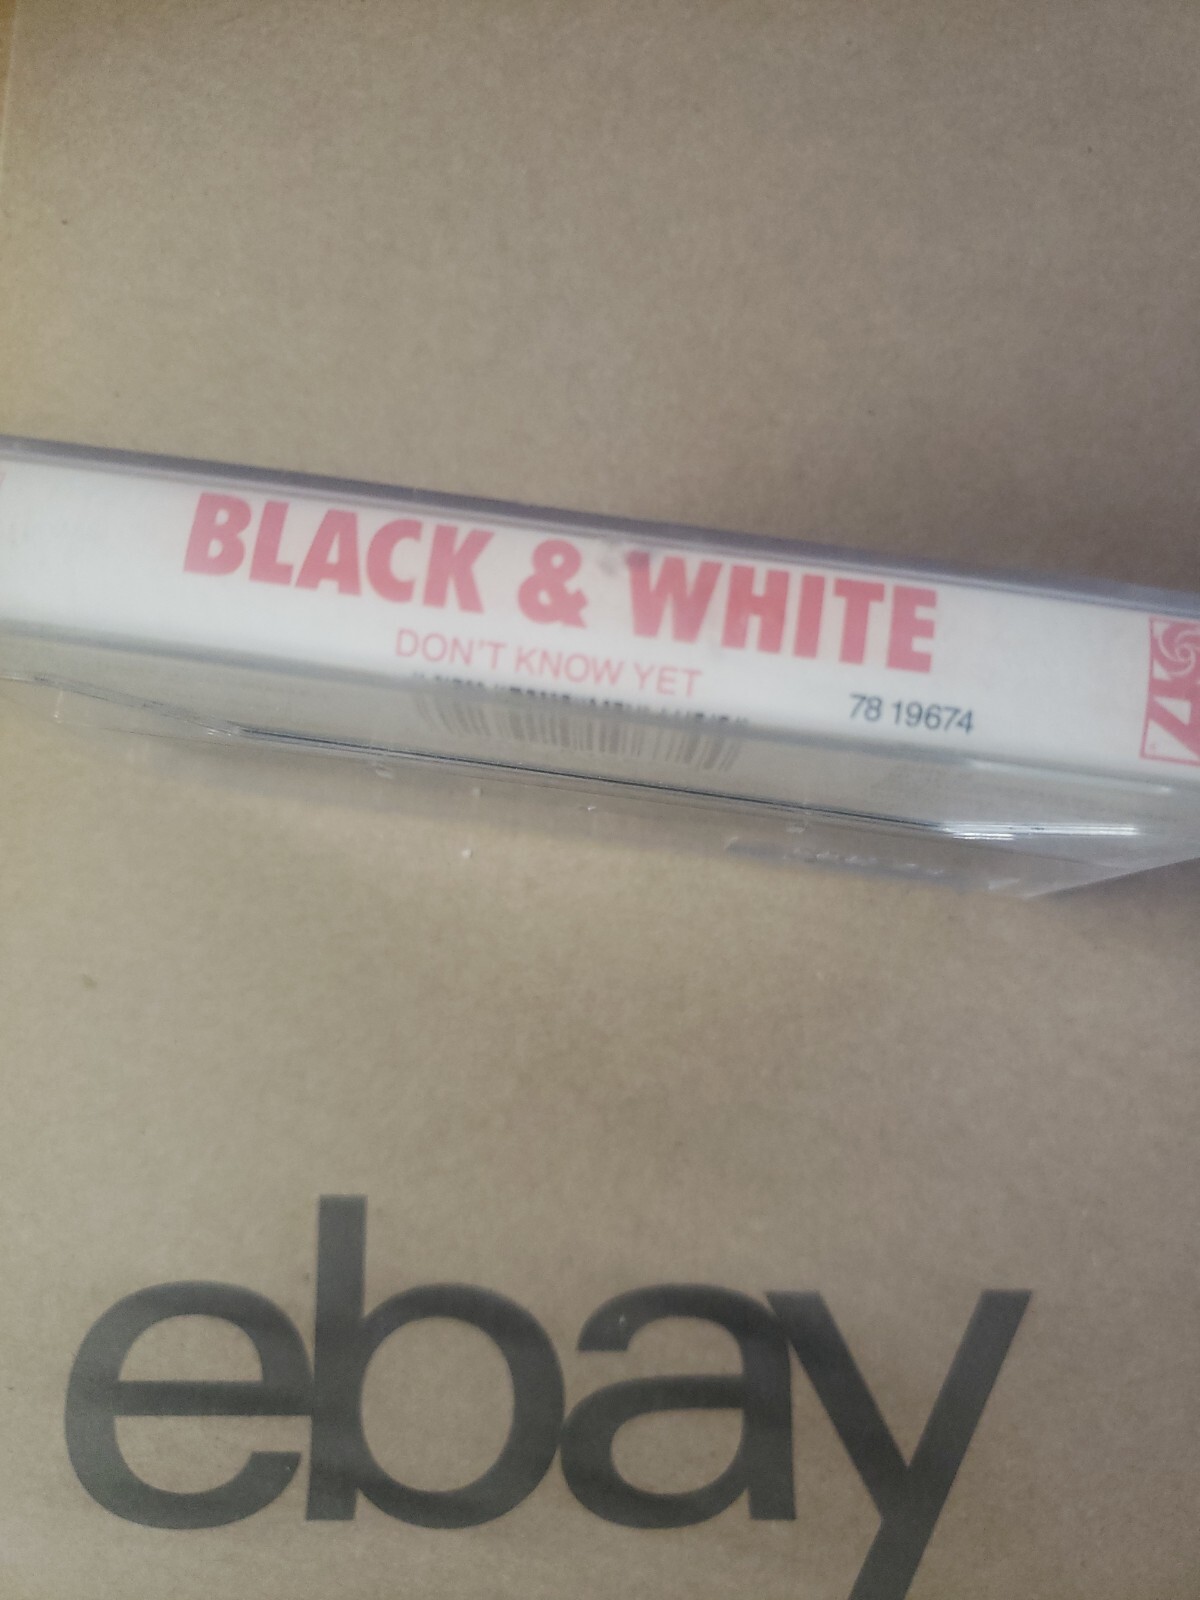 BLACK & WHITE
DON'T KNOW YET
78 19674
ebay